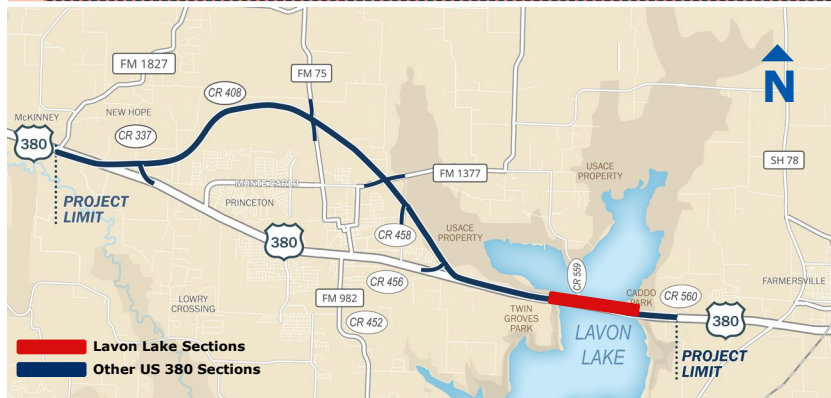 FM 1827
FM 75
CR 408
N
McKINNEY
NEW HOPE
CR 337
380
SH 78
USACE
PROPERTY
FM 1377
MONTE CARLO
PROJECT
LIMIT
PRINCETON
380
CR 458
USACE
PROPERTY
CR 456
CR 559
FM 982
LOWRY
CROSSING
CR 452
TWIN
GROVES
PARK
CADDO
PARK
CR 560
FARMERSVILLE
380
LAVON
LAKE
PROJECT
LIMIT
Lavon Lake Sections
Other US 380 Sections